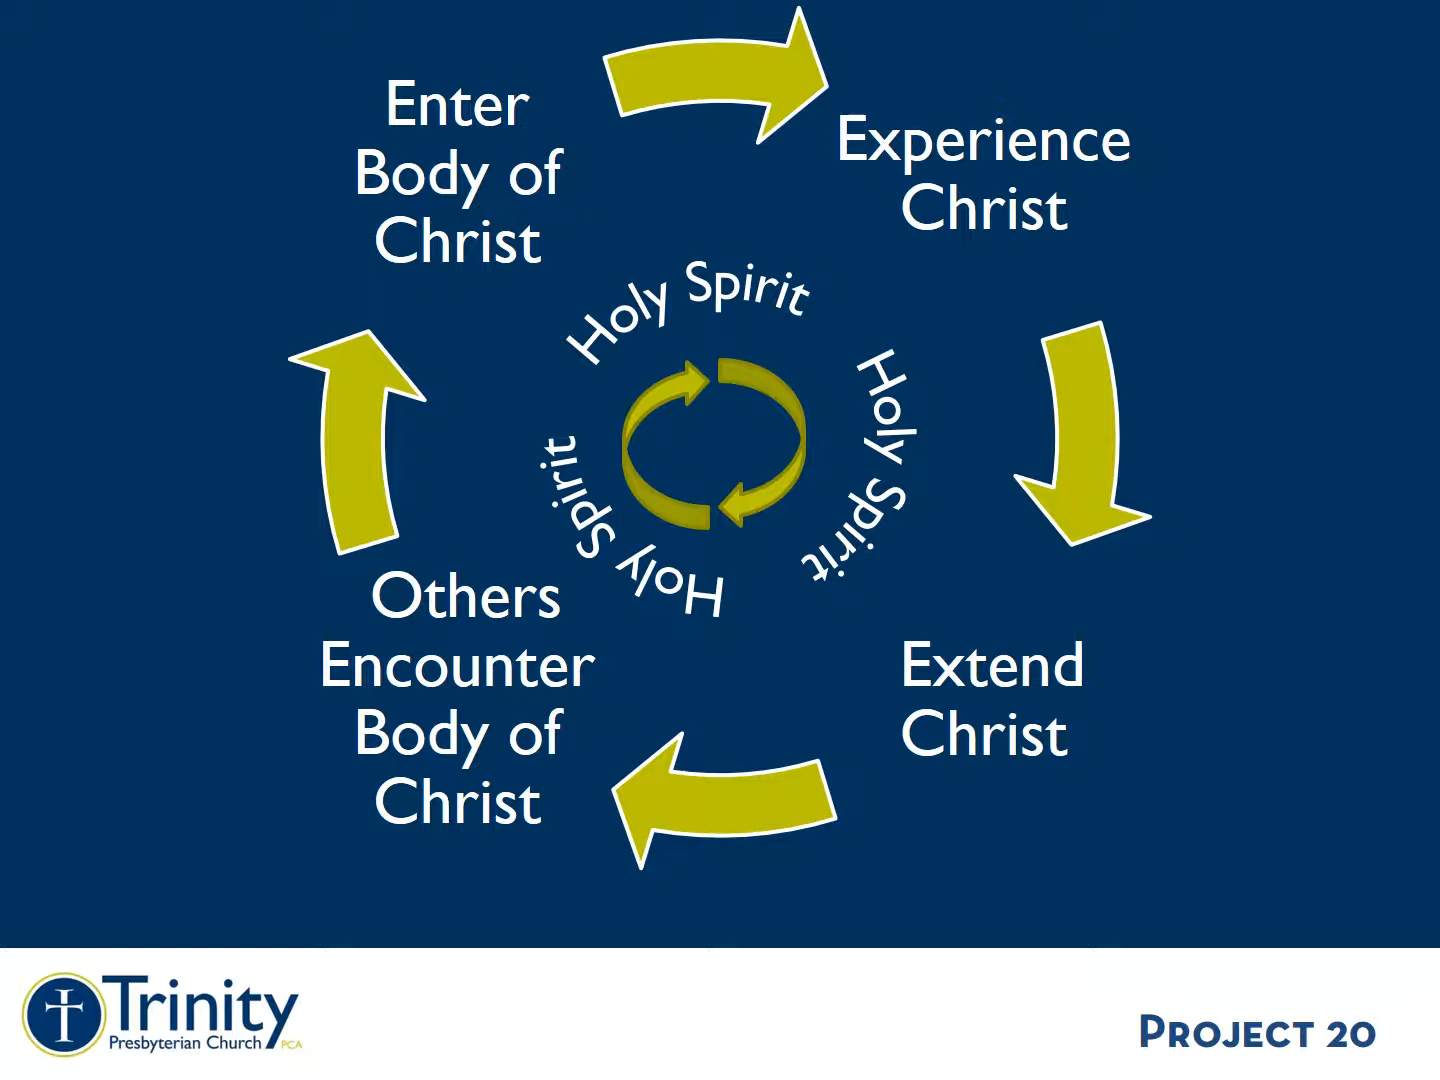 Enter
Body of
Christ
Experience
Christ
Holy Spirit
Holy Spirit
Holy Spirit
Others
Encounter
Body of
Christ
Extend
Christ
Trinity
Presbyterian Church PCA
PROJECT 20